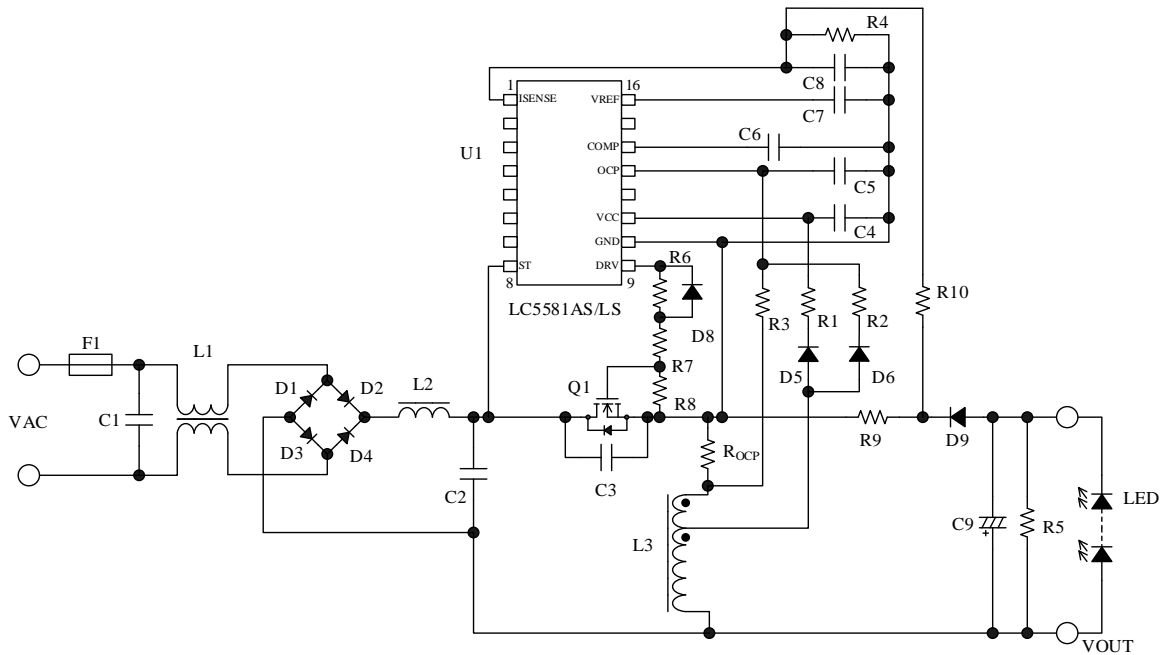 R4
1
16
ISENSE
VREF
C8
C7
C6
U1
COMP
OCP
C5
VCC
C4
GND
ST
DRV
R6
8
9
LC5581AS/LS
D8
R3
R1
R2
R10
F1
L1
D1
D2
L2
Q1
R7
D5
D6
VAC
C1
R8
D3
D4
R9
D9
ROCP
C2
C3
LED
L3
C9
+
R5
VOUT